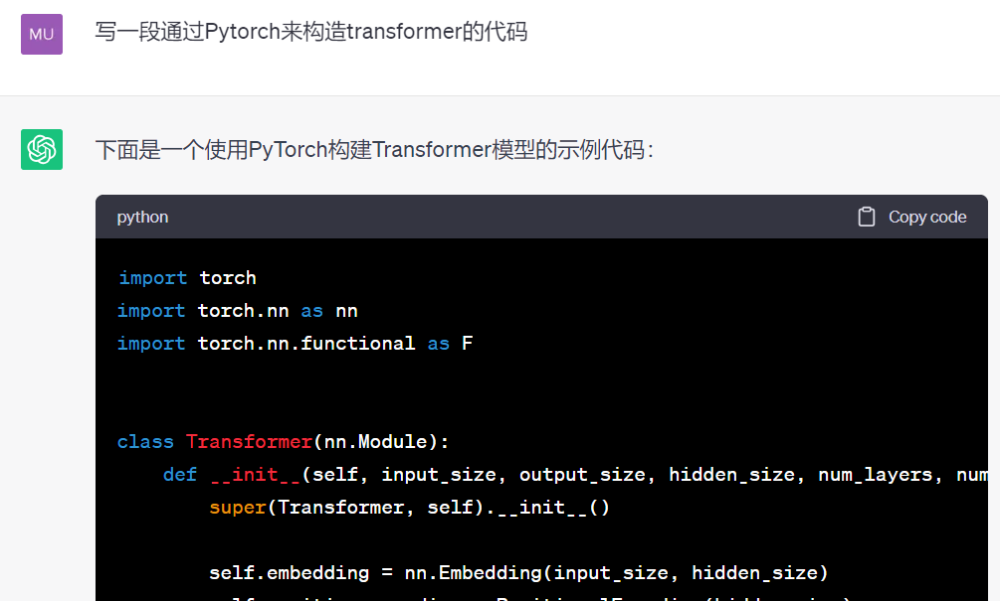 MU
写一段通过Pytorch来构造transformer的代码
下面是一个使用PyTorch构建Transformer模型的示例代码：
python
Copy code
import torch
import torch.nn as nn
import torch.nn.functional as F
class Transformer(nn.Module):
def __init__(self, input_size, output_size, hidden_size, num_layers, num
super(Transformer, self).__init__()
self.embedding = nn.Embedding(input_size, hidden_size)